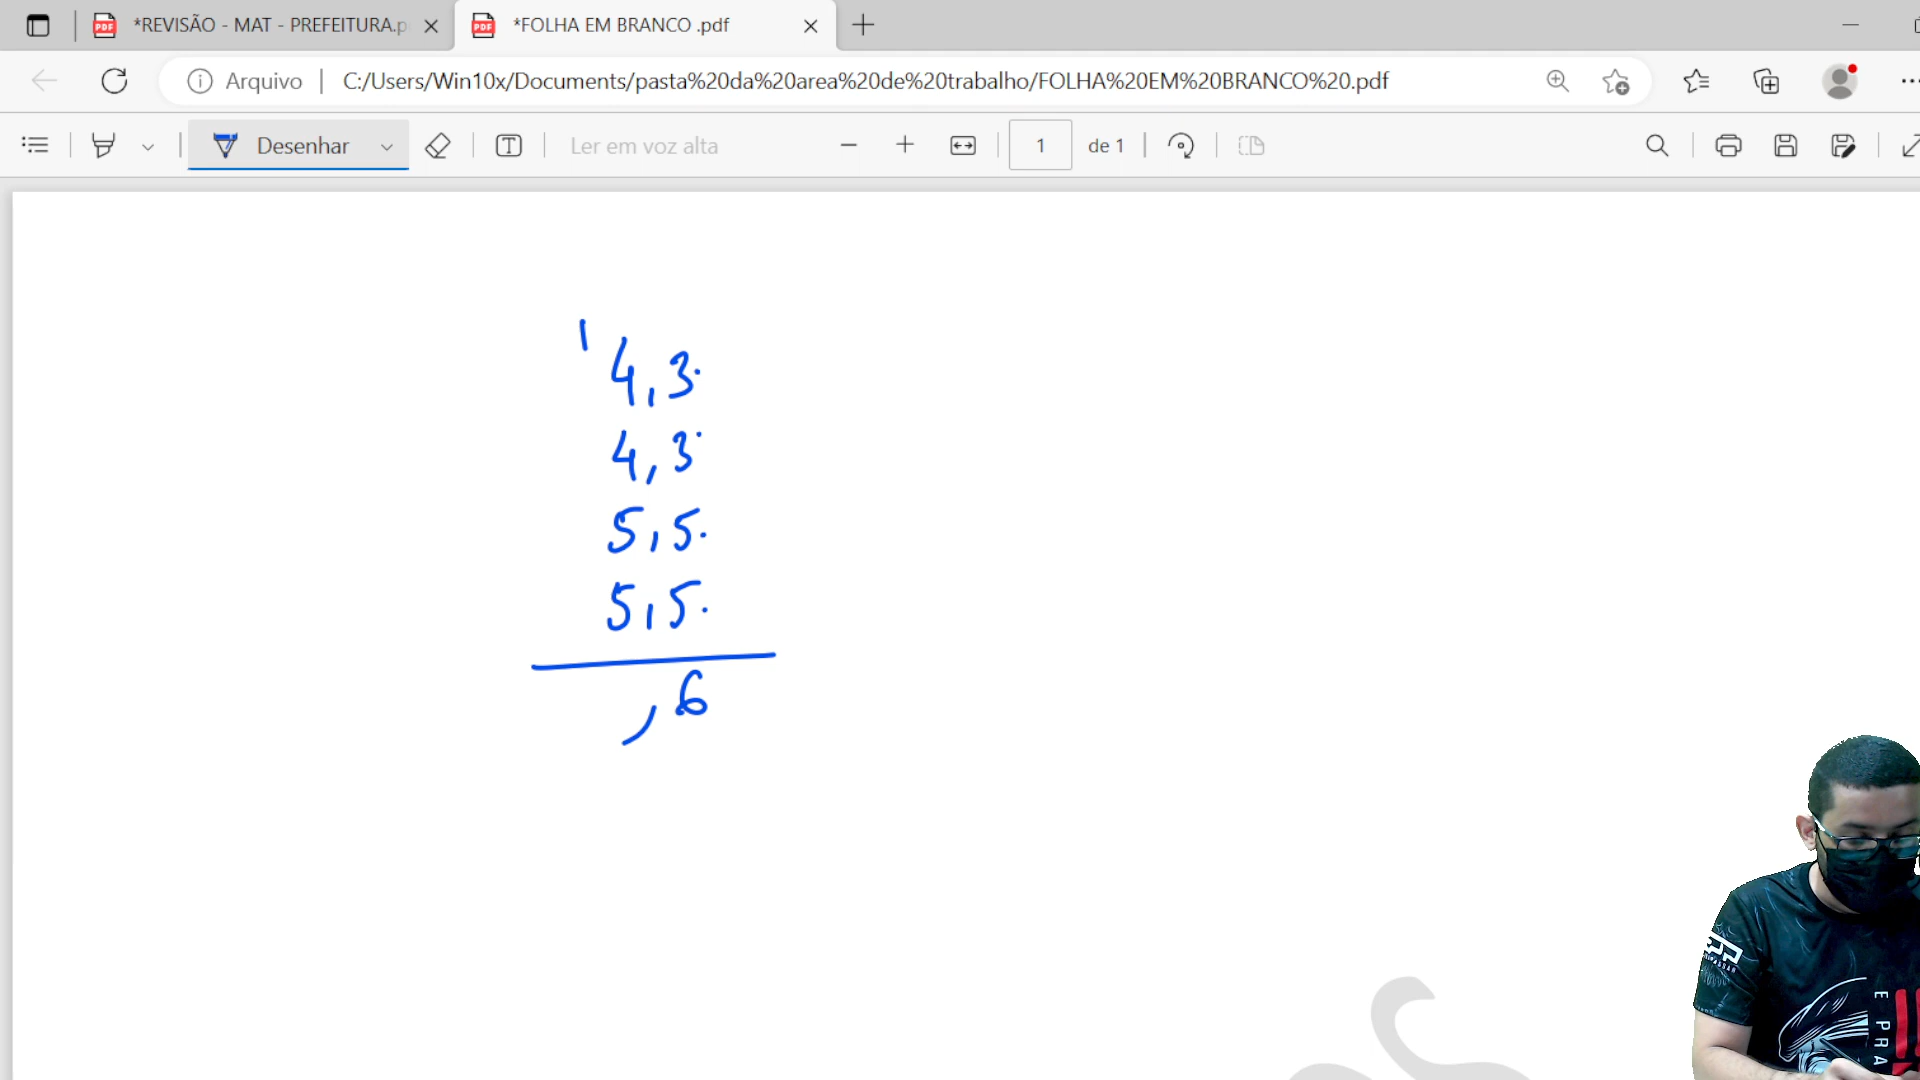 *REVISÃO - MAT - PREFEITURA.p
*FOLHA EM BRANCO .pdf
Arquivo | C:/Users/Win10x/Documents/pasta%20da%20area%20de%20trabalho/FOLHA%20EM%20BRANCO%20.pdf
Desenhar
Ler em voz alta
1 de 1
1
4,3
4,3
5,5
5,5
,6
E PRA